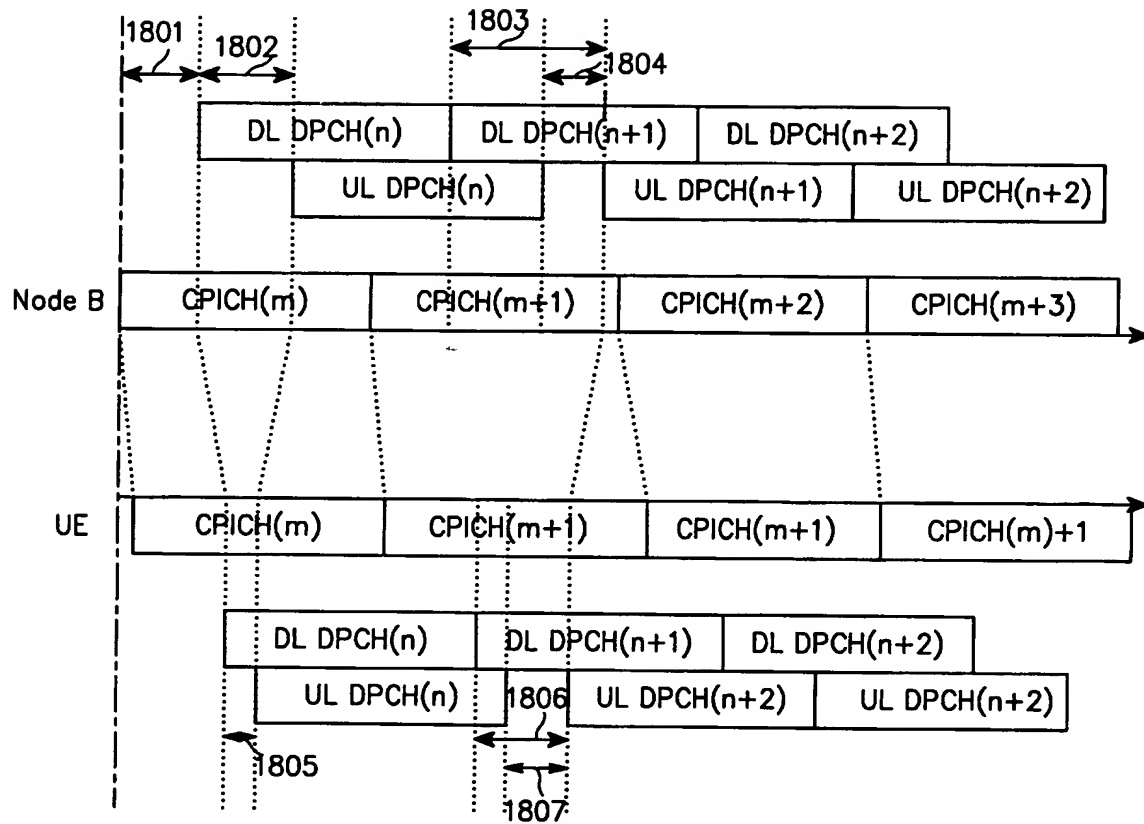 1801
1802
1803
1804
DL DPCH(n)
DL DPCH(n+1)
DL DPCH(n+2)
UL DPCH(n)
UL DPCH(n+1)
UL DPCH(n+2)
Node B
CPICH(m)
CPICH(m+1)
CPICH(m+2)
CPICH(m+3)
UE
CPICH(m)
CPICH(m+1)
CPICH(m+1)
CPICH(m)+1
DL DPCH(n)
DL DPCH(n+1)
DL DPCH(n+2)
UL DPCH(n)
1806
UL DPCH(n+2)
UL DPCH(n+2)
1805
1807